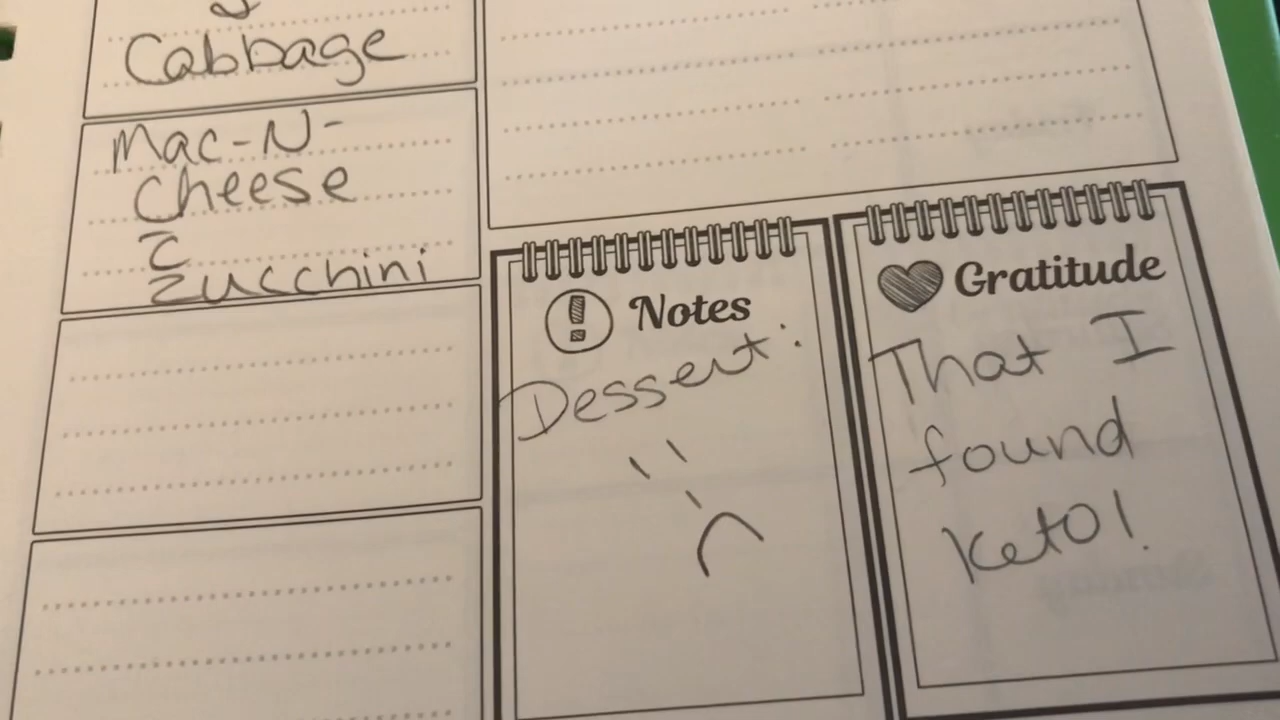 Cabbage
Mac-N-
Cheese
c̄
Zucchini
Notes
Dessert:
Gratitude
That I
found
Keto!